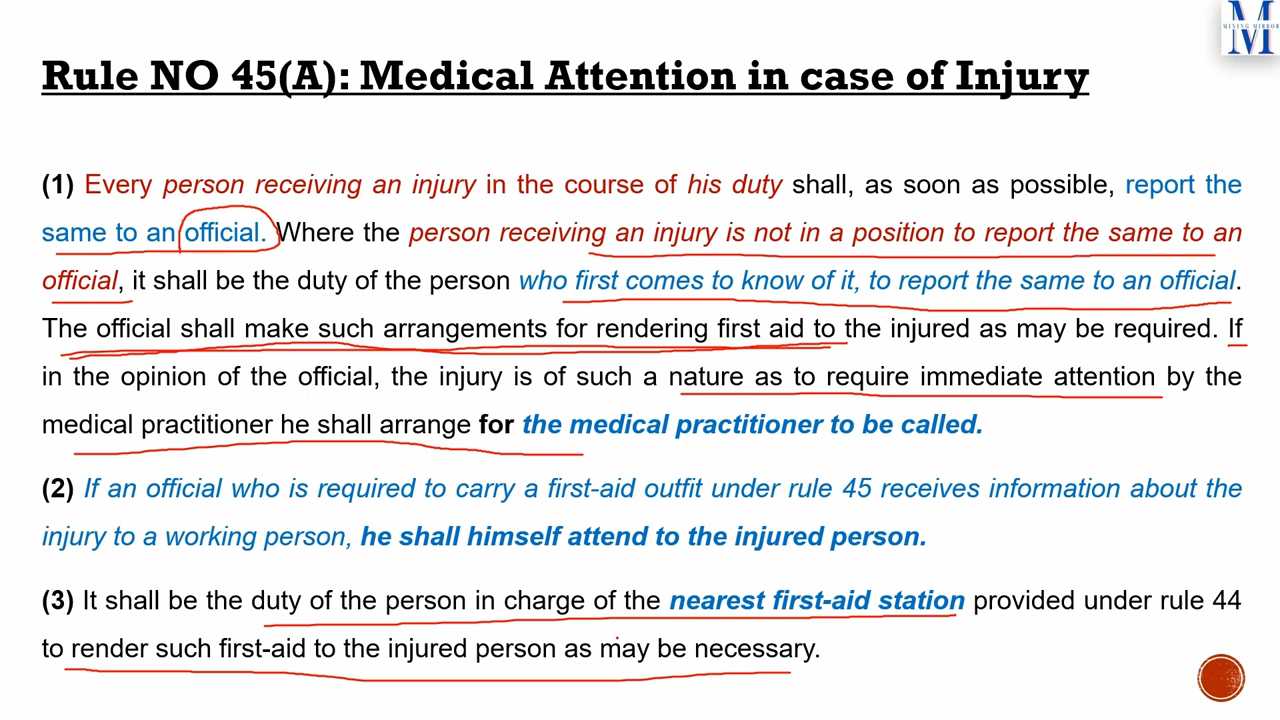 M
MINING MIRROR
Rule NO 45(A): Medical Attention in case of Injury
(1) Every person receiving an injury in the course of his duty shall, as soon as possible, report the
same to an official. Where the person receiving an injury is not in a position to report the same to an
official, it shall be the duty of the person who first comes to know of it, to report the same to an official.
The official shall make such arrangements for rendering first aid to the injured as may be required. If
in the opinion of the official, the injury is of such a nature as to require immediate attention by the
medical practitioner he shall arrange for the medical practitioner to be called.
(2) If an official who is required to carry a first-aid outfit under rule 45 receives information about the
injury to a working person, he shall himself attend to the injured person.
(3) It shall be the duty of the person in charge of the nearest first-aid station provided under rule 44
to render such first-aid to the injured person as may be necessary.